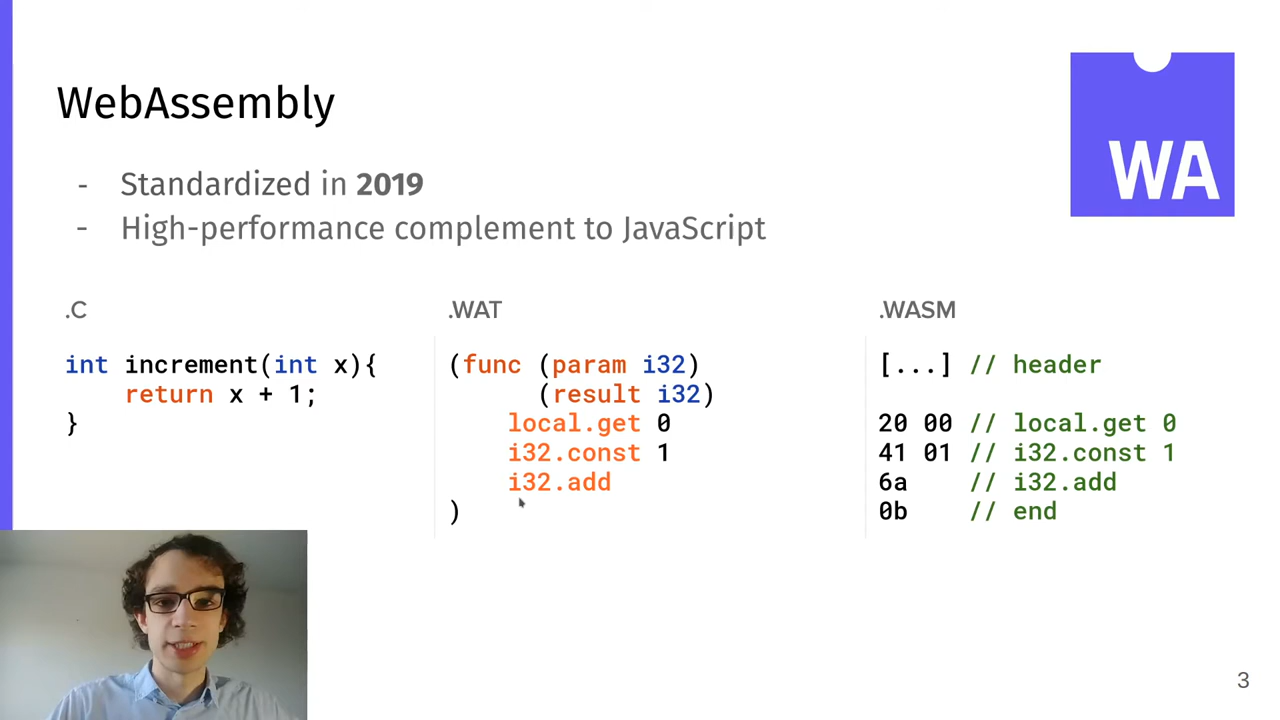 WebAssembly
WA
- Standardized in 2019
- High-performance complement to JavaScript
.C
int increment(int x){
    return x + 1;
}
.WAT
(func (param i32)
      (result i32)
    local.get 0
    i32.const 1
    i32.add
)
.WASM
[...] // header
20 00 // local.get 0
41 01 // i32.const 1
6a    // i32.add
0b    // end
3